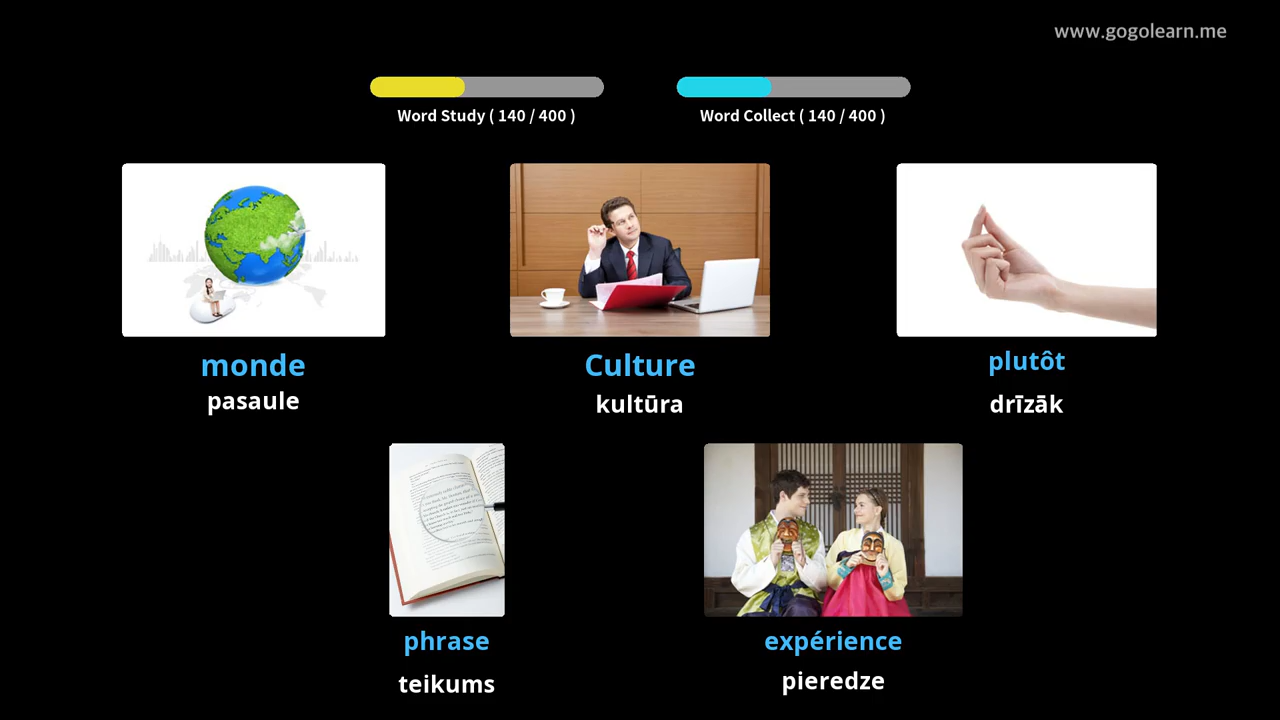 www.gogolearn.me
Word Study ( 140 / 400 )
Word Collect ( 140 / 400 )
monde
pasaule
Culture
kultūra
plutôt
drīzāk
phrase
teikums
expérience
pieredze